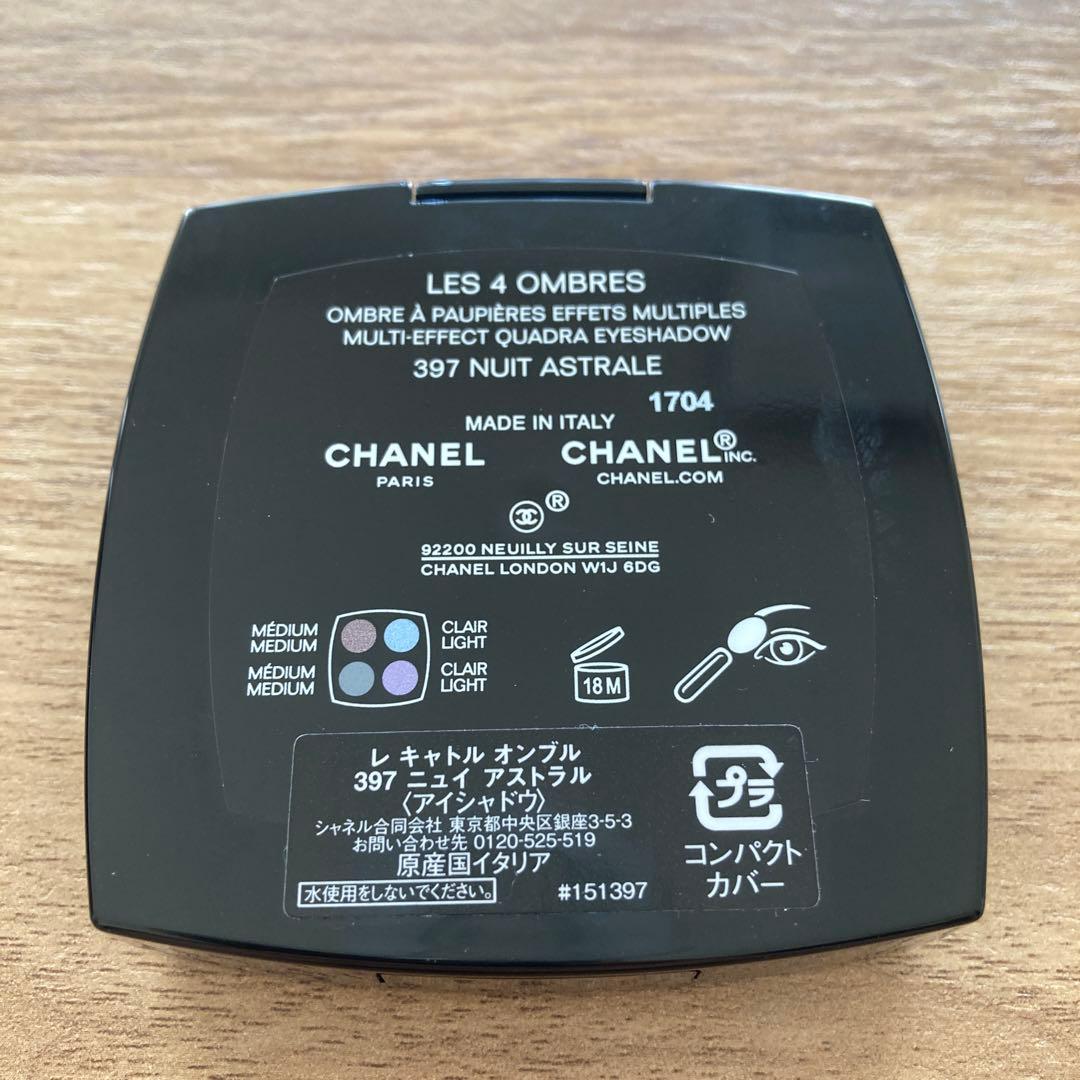 LES 4 OMBRES
OMBRE À PAUPIÈRES EFFETS MULTIPLES
MULTI-EFFECT QUADRA EYESHADOW
397 NUIT ASTRALE
1704
MADE IN ITALY
CHANEL
PARIS
CHANEL® INC.
CHANEL.COM
®
92200 NEUILLY SUR SEINE
CHANEL LONDON W1J 6DG
MÉDIUM
MEDIUM
CLAIR
LIGHT
MÉDIUM
MEDIUM
CLAIR
LIGHT
18 M
レ キャトル オンブル
397 ニュイ アストラル
〈アイシャドウ〉
シャネル合同会社 東京都中央区銀座3-5-3
お問い合わせ先 0120-525-519
原産国イタリア
水使用をしないでください。
#151397
プラ
コンパクト
カバー